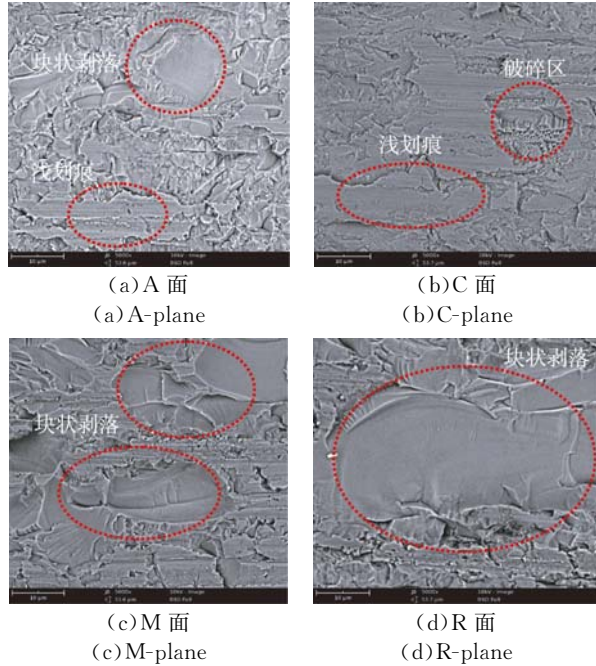 块状剥落
浅划痕
破碎区
浅划痕
(a)A 面
(a)A-plane
(b)C 面
(b)C-plane
块状剥落
块状剥落
(c)M 面
(c)M-plane
(d)R 面
(d)R-plane